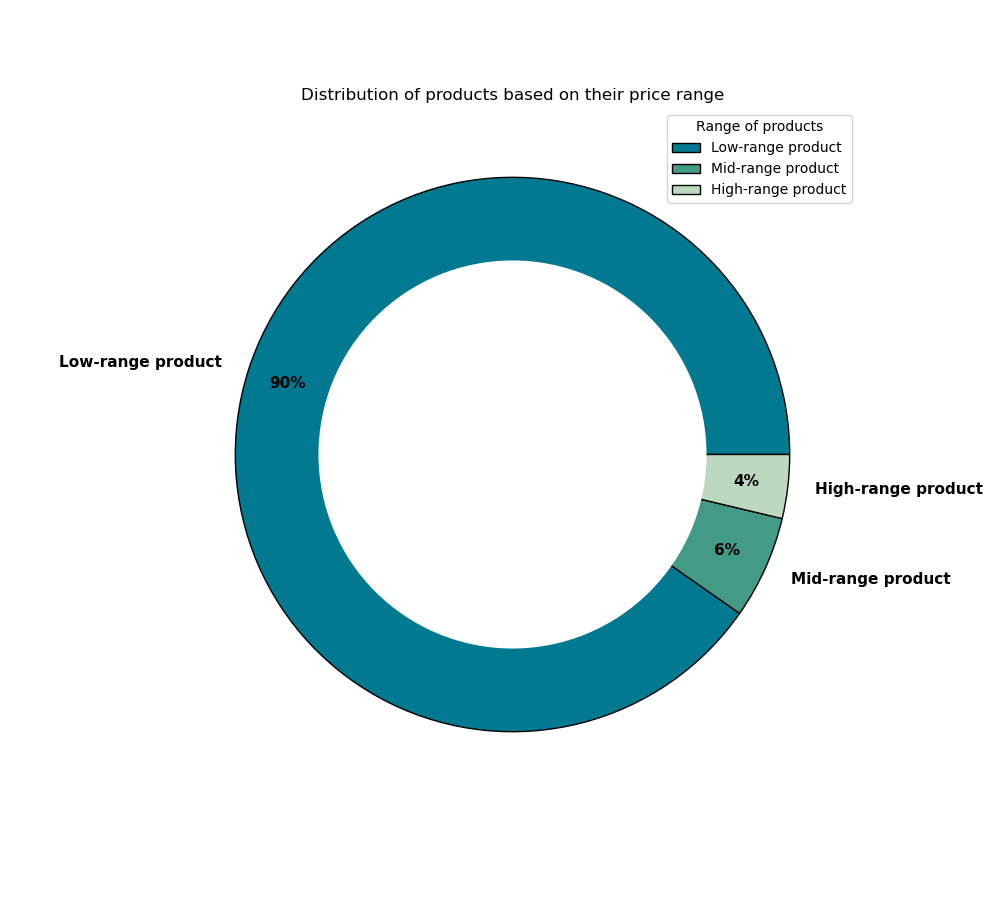 Distribution of products based on their price range
Range of products
Low-range product
Mid-range product
High-range product
Low-range product
90%
4%
High-range product
6%
Mid-range product